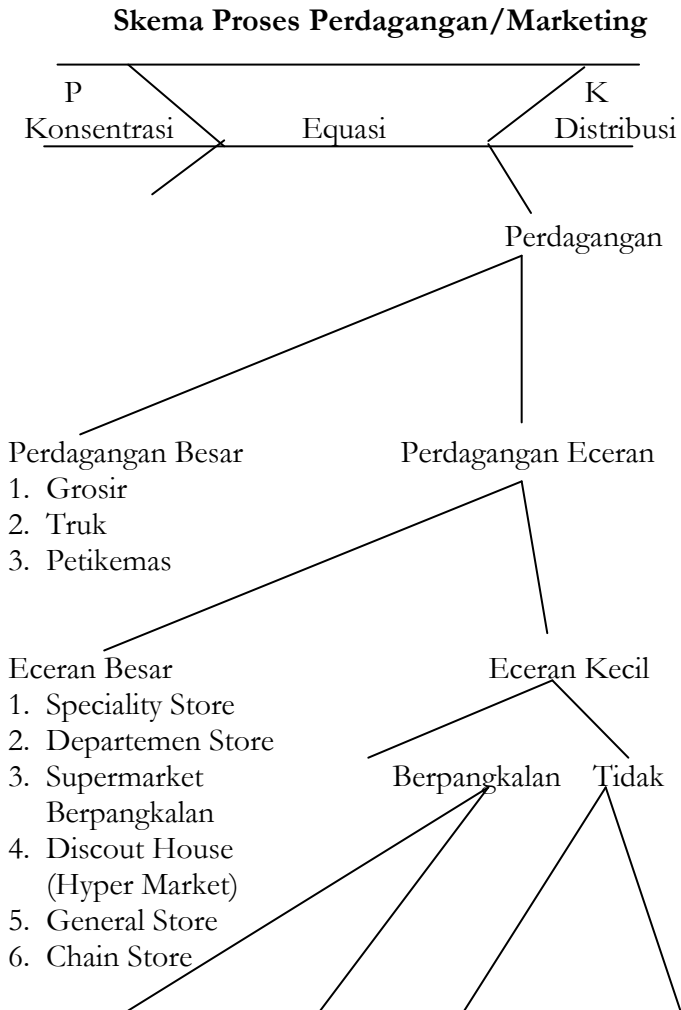 Skema Proses Perdagangan/Marketing
P K
Konsentrasi Equasi Distribusi
Perdagangan
Perdagangan Besar Perdagangan Eceran
1. Grosir
2. Truk
3. Petikemas
Eceran Besar Eceran Kecil
1. Speciality Store
2. Departemen Store
3. Supermarket Berpangkalan Tidak
Berpangkalan
4. Discout House
(Hyper Market)
5. General Store
6. Chain Store